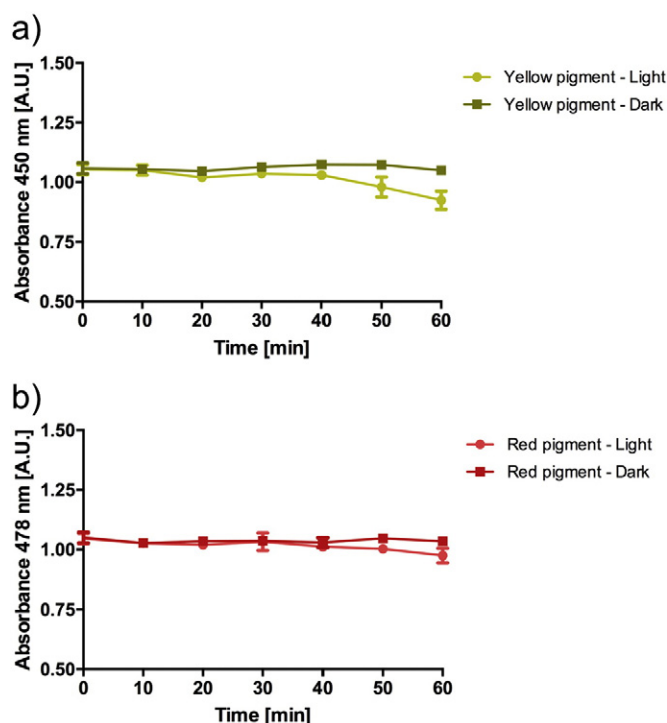 a)
Absorbance 450 nm [A.U.]
1.50
1.25
1.00
0.75
0.50
0 10 20 30 40 50 60
Time [min]
Yellow pigment - Light
Yellow pigment - Dark
b)
Absorbance 478 nm [A.U.]
1.50
1.25
1.00
0.75
0.50
0 10 20 30 40 50 60
Time [min]
Red pigment - Light
Red pigment - Dark